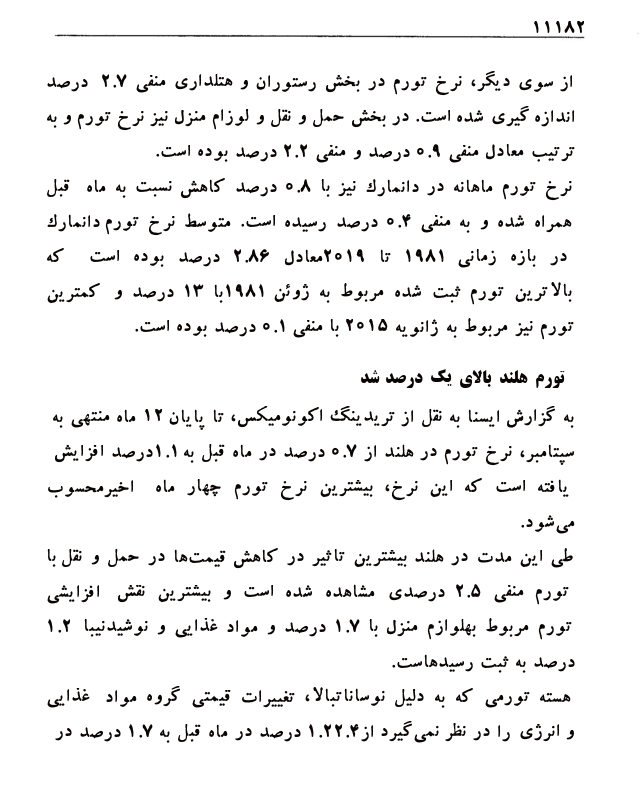 ۱۱۱۸۲
از سوی دیگر، نرخ تورم در بخش رستوران و هتلداری منفی ۲.۷ درصد
اندازه گیری شده است. در بخش حمل و نقل و لوزام منزل نیز نرخ تورم و به
ترتیب معادل منفی ۰.۹ درصد و منفی ۲.۲ درصد بوده است.
نرخ تورم ماهانه در دانمارک نیز با ۰.۸ درصد کاهش نسبت به ماه قبل
همراه شده و به منفی ۰.۴ درصد رسیده است. متوسط نرخ تورم دانمارک
در بازه زمانی ۱۹۸۱ تا ۲۰۱۹معادل ۲.۸۶ درصد بوده است که
بالاترین تورم ثبت شده مربوط به ژوئن ۱۹۸۱با ۱۳ درصد و کمترین
تورم نیز مربوط به ژانویه ۲۰۱۵ با منفی ۰.۱ درصد بوده است.
تورم هلند بالای یک درصد شد
به گزارش ایسنا به نقل از تریدینگ اکونومیکس، تا پایان ۱۲ ماه منتهی به
سپتامبر، نرخ تورم در هلند از ۰.۷ درصد در ماه قبل به ۱.۱درصد افزایش
یافته است که این نرخ، بیشترین نرخ تورم چهار ماه اخیرمحسوب
می‌شود.
طی این مدت در هلند بیشترین تاثیر در کاهش قیمت‌ها در حمل و نقل با
تورم منفی ۲.۵ درصدی مشاهده شده است و بیشترین نقش افزایشی
تورم مربوط بهلوازم منزل با ۱.۷ درصد و مواد غذایی و نوشیدنیبا ۱.۲
درصد به ثبت رسیدهاست.
هسته تورمی که به دلیل نوساناتبالا، تغییرات قیمتی گروه مواد غذایی
و انرژی را در نظر نمی‌گیرد از۱.۲۲.۴ درصد در ماه قبل به ۱.۷ درصد در